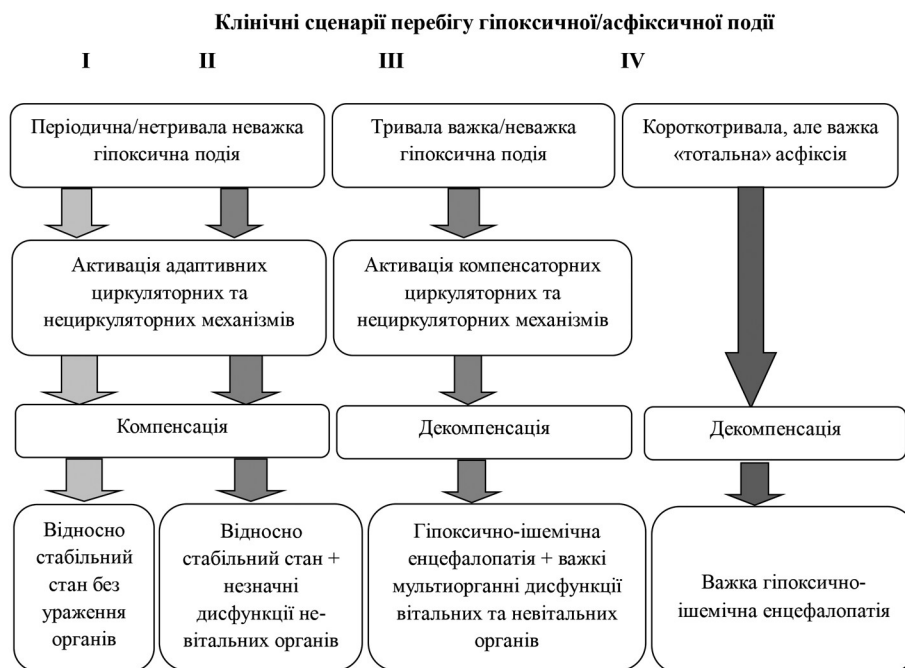 Клінічні сценарії перебігу гіпоксичної/асфіксичної події
I II III IV
Періодична/нетривала неважка
гіпоксична подія
Тривала важка/неважка
гіпоксична подія
Короткотривала, але важка
«тотальна» асфіксія
Активація адаптивних
циркуляторних та
нециркуляторних механізмів
Активація компенсаторних
циркуляторних та
нециркуляторних механізмів
Компенсація
Декомпенсація
Декомпенсація
Відносно
стабільний
стан без
ураження
органів
Відносно
стабільний стан +
незначні
дисфункції не-
вітальних органів
Гіпоксично-ішемічна
енцефалопатія + важкі
мультиорганні дисфункції
вітальних та невітальних
органів
Важка гіпоксично-
ішемічна енцефалопатія